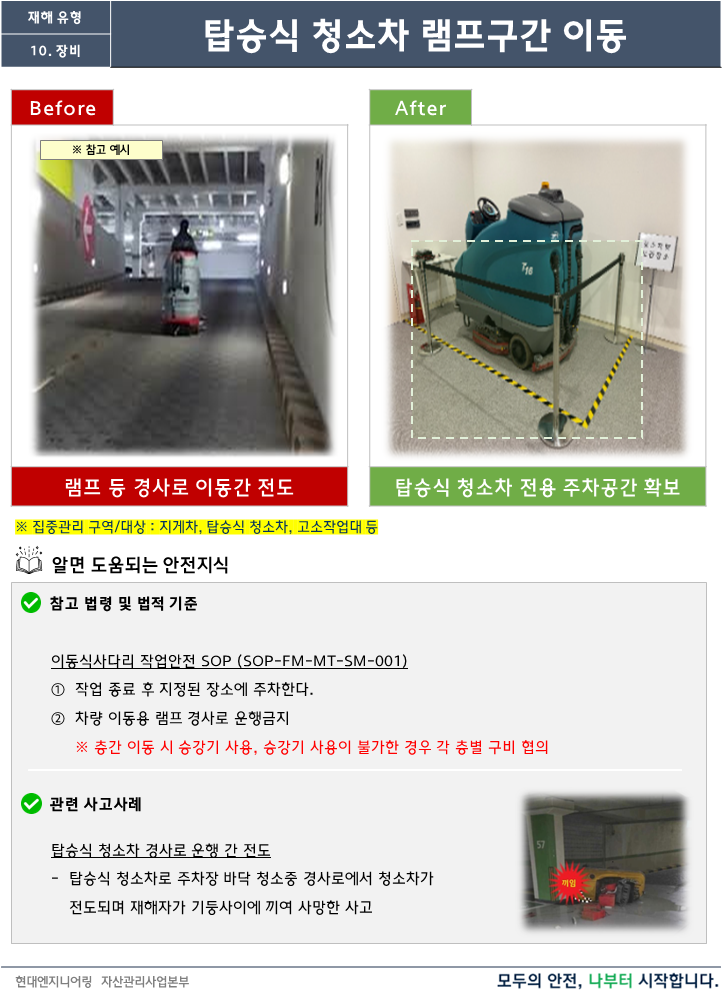 재해 유형
10. 장비
탑승식 청소차 램프구간 이동
Before
After
※ 참고 예시
T16
램프 등 경사로 이동간 전도
탑승식 청소차 전용 주차공간 확보
※ 집중관리 구역/대상 : 지게차, 탑승식 청소차, 고소작업대 등
알면 도움되는 안전지식
참고 법령 및 법적 기준
이동식사다리 작업안전 SOP (SOP-FM-MT-SM-001)
① 작업 종료 후 지정된 장소에 주차한다.
② 차량 이동용 램프 경사로 운행금지
※ 층간 이동 시 승강기 사용, 승강기 사용이 불가한 경우 각 층별 구비 협의
관련 사고사례
탑승식 청소차 경사로 운행 간 전도
- 탑승식 청소차로 주차장 바닥 청소중 경사로에서 청소차가
전도되며 재해자가 기둥사이에 끼여 사망한 사고
57
끼임
현대엔지니어링 자산관리사업본부
모두의 안전, 나부터 시작합니다.